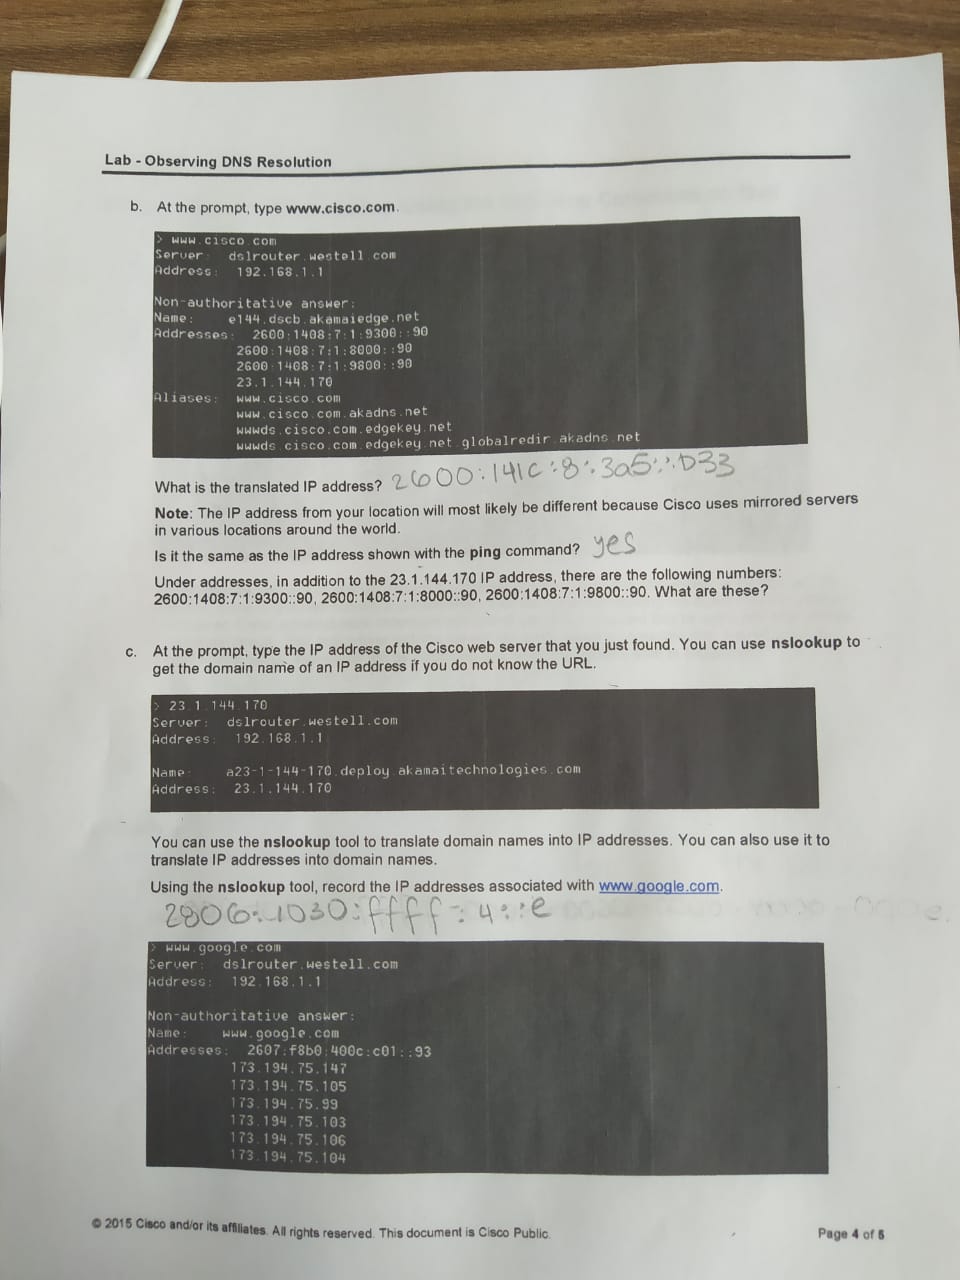 Lab - Observing DNS Resolution
b. At the prompt, type www.cisco.com.
> www.cisco.com
Server: dslrouter.westell.com
Address: 192.168.1.1
Non-authoritative answer:
Name: e144.dscb.akamaiedge.net
Addresses: 2600:1408:7:1:9300::90
2600:1408:7:1:8000::90
2600:1408:7:1:9800::90
23.1.144.170
Aliases: www.cisco.com
www.cisco.com.akadns.net
wwwds.cisco.com.edgekey.net
wwwds.cisco.com.edgekey.net.globalredir.akadns.net
What is the translated IP address? 2600:141C:8:3a5::D33
Note: The IP address from your location will most likely be different because Cisco uses mirrored servers
in various locations around the world.
Is it the same as the IP address shown with the ping command? yes
Under addresses, in addition to the 23.1.144.170 IP address, there are the following numbers:
2600:1408:7:1:9300::90, 2600:1408:7:1:8000::90, 2600:1408:7:1:9800::90. What are these?
c. At the prompt, type the IP address of the Cisco web server that you just found. You can use nslookup to
get the domain name of an IP address if you do not know the URL.
> 23.1.144.170
Server: dslrouter.westell.com
Address: 192.168.1.1
Name: a23-1-144-170.deploy.akamaitechnologies.com
Address: 23.1.144.170
You can use the nslookup tool to translate domain names into IP addresses. You can also use it to
translate IP addresses into domain names.
Using the nslookup tool, record the IP addresses associated with www.google.com.
2806:1030:ffff:4::e
> www.google.com
Server: dslrouter.westell.com
Address: 192.168.1.1
Non-authoritative answer:
Name: www.google.com
Addresses: 2607:f8b0:400c:c01::93
173.194.75.147
173.194.75.105
173.194.75.99
173.194.75.103
173.194.75.106
173.194.75.104
© 2015 Cisco and/or its affiliates. All rights reserved. This document is Cisco Public. Page 4 of 5